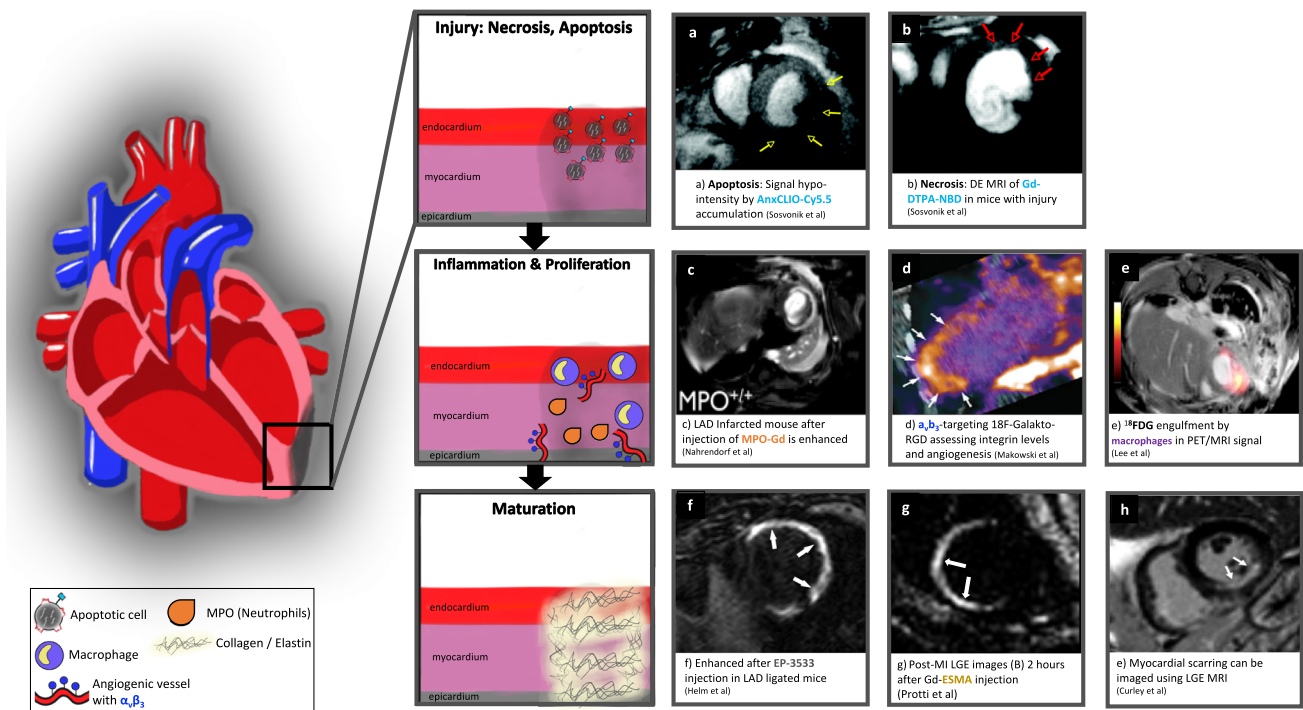 Injury: Necrosis, Apoptosis
endocardium
myocardium
epicardium
a
a) Apoptosis: Signal hypo-
intensity by AnxCLIO-Cy5.5
accumulation (Sosvonik et al)
b
b) Necrosis: DE MRI of Gd-
DTPA-NBD in mice with injury
(Sosvonik et al)
Inflammation & Proliferation
endocardium
myocardium
epicardium
c
MPO+/+
c) LAD Infarcted mouse after
injection of MPO-Gd is enhanced
(Nahrendorf et al)
d
d) avb3-targeting 18F-Galakto-
RGD assessing integrin levels
and angiogenesis (Makowski et al)
e
e) 18FDG engulfment by
macrophages in PET/MRI signal
(Lee et al)
Maturation
endocardium
myocardium
epicardium
f
f) Enhanced after EP-3533
injection in LAD ligated mice
(Helm et al)
g
g) Post-MI LGE images (B) 2 hours
after Gd-ESMA injection
(Protti et al)
h
e) Myocardial scarring can be
imaged using LGE MRI
(Curley et al)
Apoptotic cell
MPO (Neutrophils)
Macrophage
Collagen / Elastin
Angiogenic vessel
with αvβ3